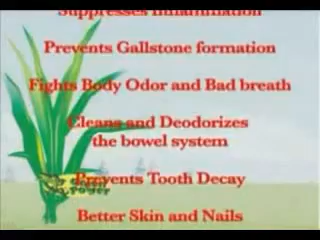 Suppresses Inflammation
Prevents Gallstone formation
Fights Body Odor and Bad breath
Cleans and Deodorizes
the bowel system
Prevents Tooth Decay
Better Skin and Nails